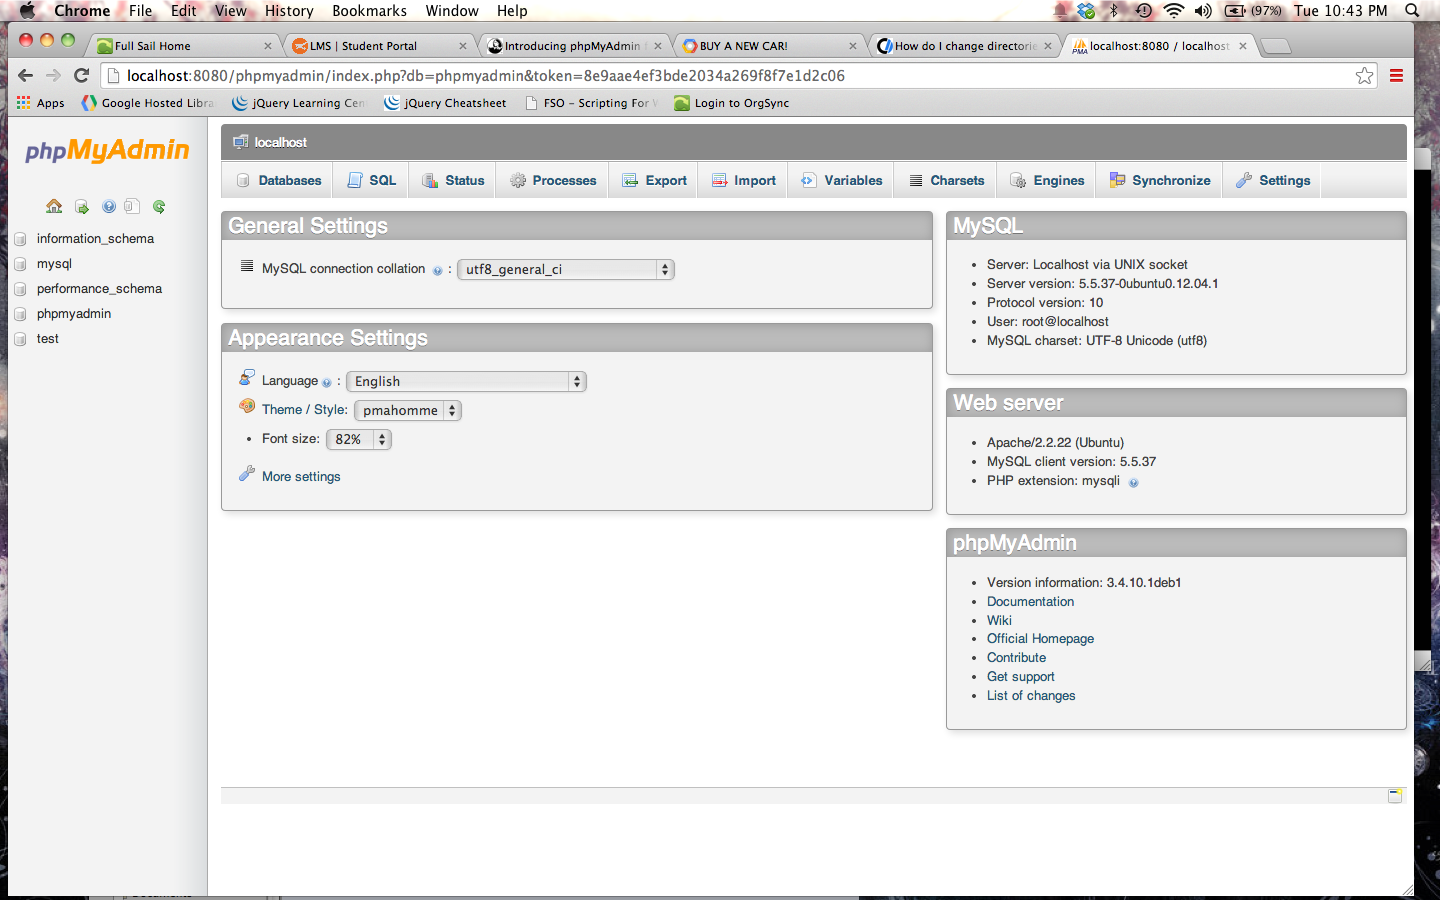 Chrome File Edit View History Bookmarks Window Help (97%) Tue 10:43 PM
Full Sail Home LMS | Student Portal Introducing phpMyAdmin BUY A NEW CAR! How do I change directories localhost:8080 / localhost
localhost:8080/phpmyadmin/index.php?db=phpmyadmin&token=8e9aae4ef3bde2034a269f8f7e1d2c06
Apps Google Hosted Libra jQuery Learning Cen jQuery Cheatsheet FSO – Scripting For Login to OrgSync
phpMyAdmin
information_schema
mysql
performance_schema
phpmyadmin
test
localhost
Databases SQL Status Processes Export Import Variables Charsets Engines Synchronize Settings
General Settings
MySQL connection collation : utf8_general_ci
Appearance Settings
Language : English
Theme / Style: pmahomme
Font size: 82%
More settings
MySQL
Server: Localhost via UNIX socket
Server version: 5.5.37-0ubuntu0.12.04.1
Protocol version: 10
User: root@localhost
MySQL charset: UTF-8 Unicode (utf8)
Web server
Apache/2.2.22 (Ubuntu)
MySQL client version: 5.5.37
PHP extension: mysqli
phpMyAdmin
Version information: 3.4.10.1deb1
Documentation
Wiki
Official Homepage
Contribute
Get support
List of changes